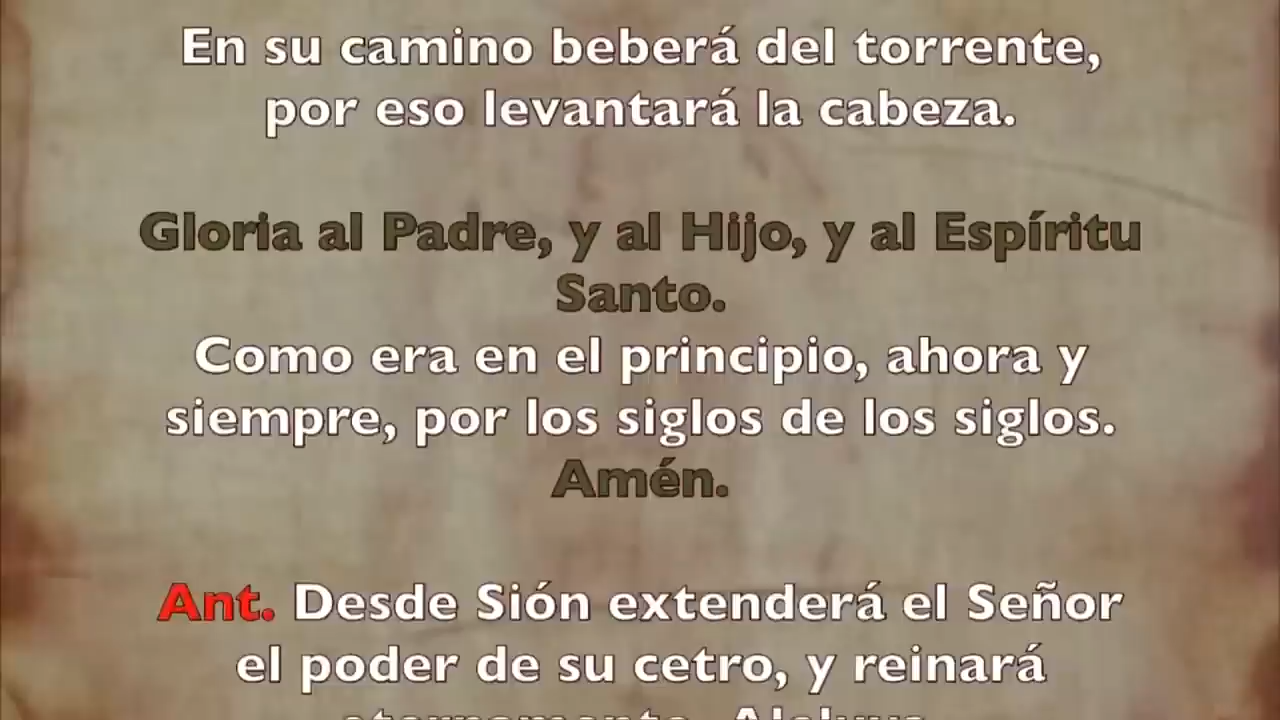 En su camino beberá del torrente,
por eso levantará la cabeza.
Gloria al Padre, y al Hijo, y al Espíritu
Santo.
Como era en el principio, ahora y
siempre, por los siglos de los siglos.
Amén.
Ant. Desde Sión extenderá el Señor
el poder de su cetro, y reinará